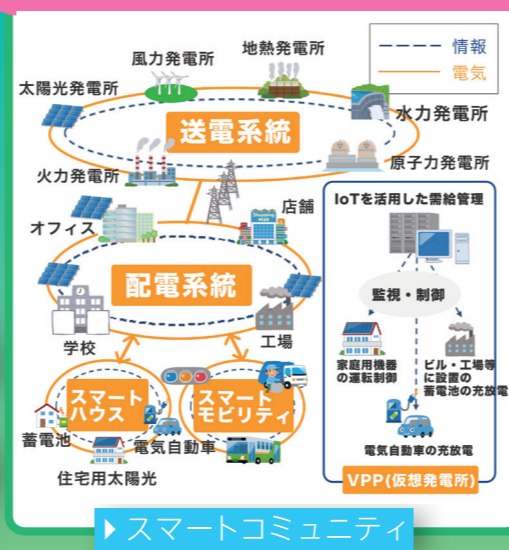 情報
電気
太陽光発電所
風力発電所
地熱発電所
水力発電所
送電系統
火力発電所
原子力発電所
オフィス
店舗
Shopping Mall
配電系統
学校
工場
スマート
ハウス
スマート
モビリティ
蓄電池
電気自動車
住宅用太陽光
IoTを活用した需給管理
監視・制御
家庭用機器
の運転制御
ビル・工場等
に設置の
蓄電池の充放電
電気自動車の充放電
VPP(仮想発電所)
スマートコミュニティ